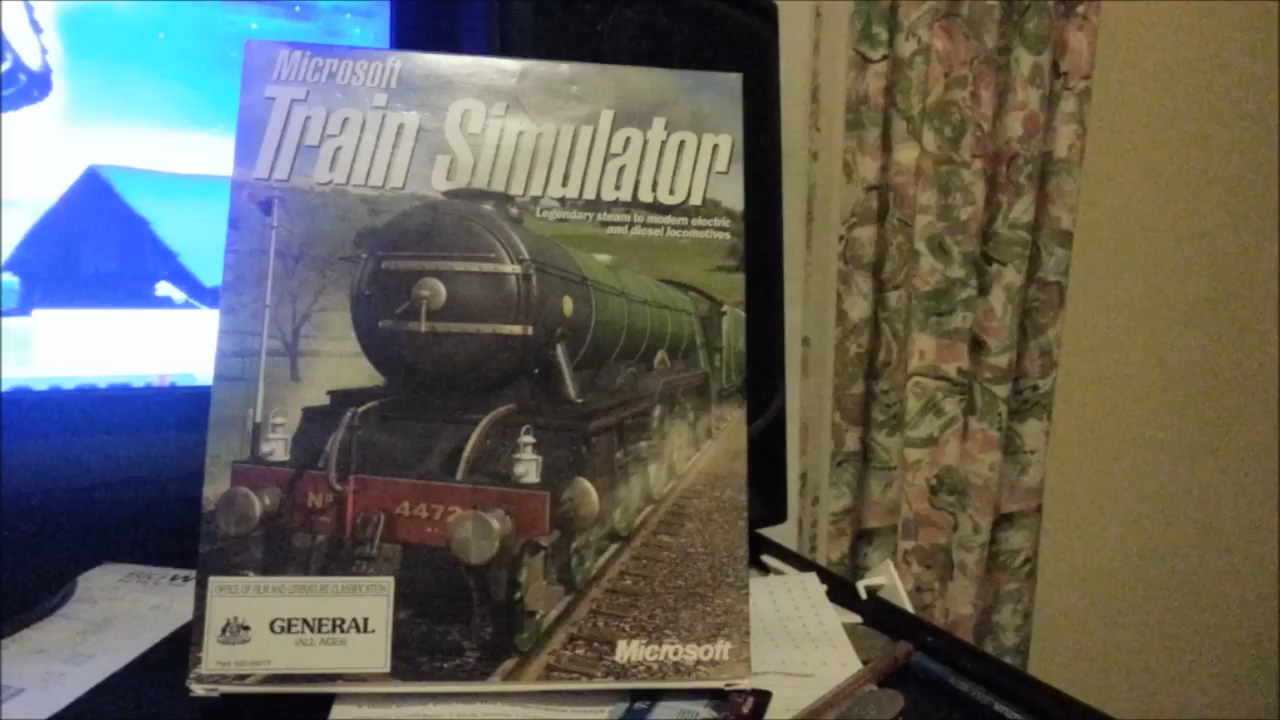 Microsoft
Train Simulator
Legendary steam to modern electric
and diesel locomotives
Nº 4472
OFFICE OF FILM AND LITERATURE CLASSIFICATION
GENERAL
(ALL AGES)
Microsoft